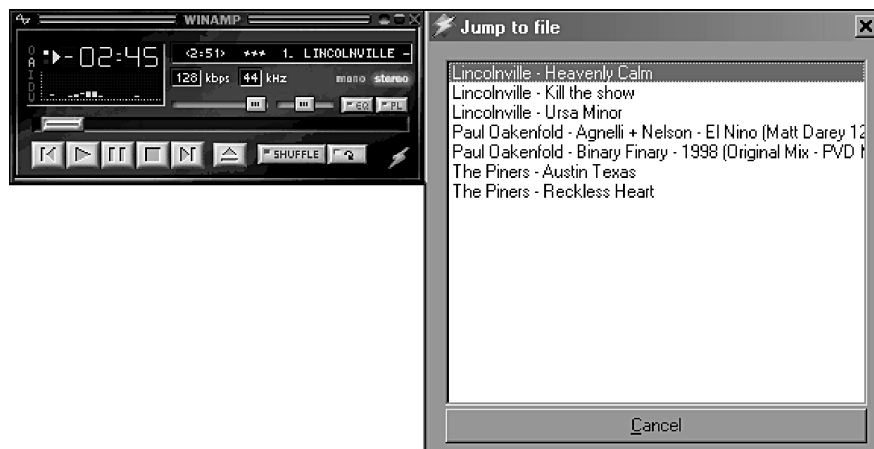 WINAMP
OAIDU
-02:45
<2:51> *** 1. LINCOLNVILLE -
128 kbps 44 kHz
mono stereo
EQ PL
SHUFFLE
Jump to file
Lincolnville - Heavenly Calm
Lincolnville - Kill the show
Lincolnville - Ursa Minor
Paul Oakenfold - Agnelli + Nelson - El Nino (Matt Darey 12
Paul Oakenfold - Binary Finary - 1998 (Original Mix - PVD M
The Piners - Austin Texas
The Piners - Reckless Heart
Cancel